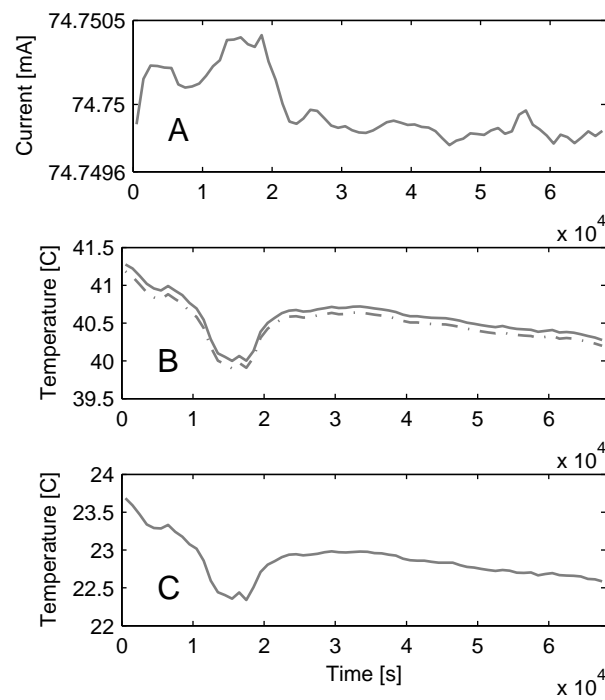 74.7505
74.75
74.7496
Current [mA]
A
0 1 2 3 4 5 6
x 10^4
41.5
41
40.5
40
39.5
Temperature [C]
B
0 1 2 3 4 5 6
x 10^4
24
23.5
23
22.5
22
Temperature [C]
C
0 1 2 3 4 5 6
Time [s]
x 10^4